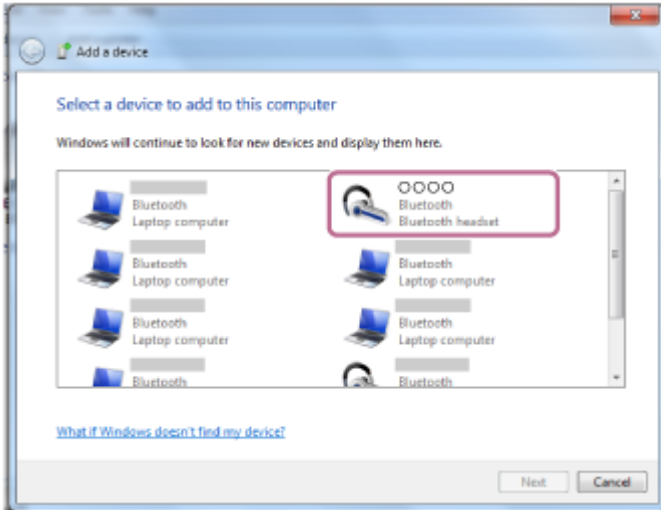 Add a device
Select a device to add to this computer
Windows will continue to look for new devices and display them here.
Bluetooth
Laptop computer
OOOO
Bluetooth
Bluetooth headset
Bluetooth
Laptop computer
Bluetooth
Laptop computer
Bluetooth
Laptop computer
Bluetooth
Laptop computer
Bluetooth
Bluetooth
What if Windows doesn't find my device?
Next
Cancel